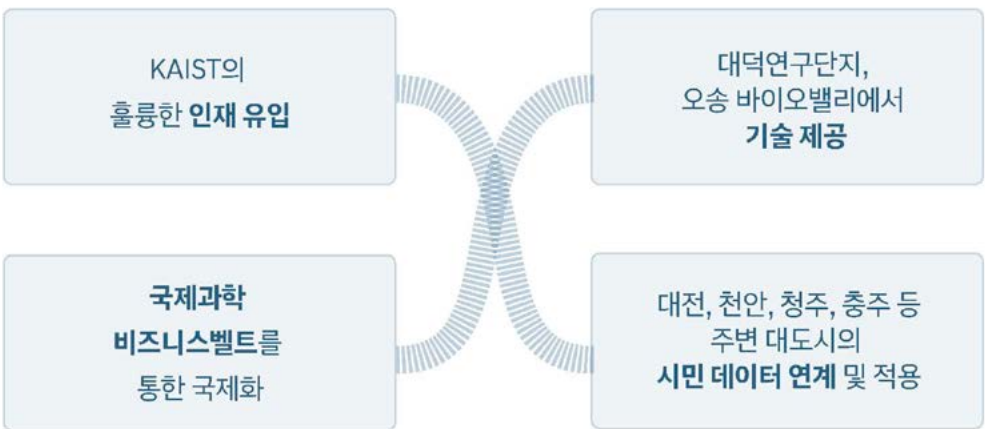 KAIST의
훌륭한 인재 유입
대덕연구단지,
오송 바이오밸리에서
기술 제공
국제과학
비즈니스벨트를
통한 국제화
대전, 천안, 청주, 충주 등
주변 대도시의
시민 데이터 연계 및 적용